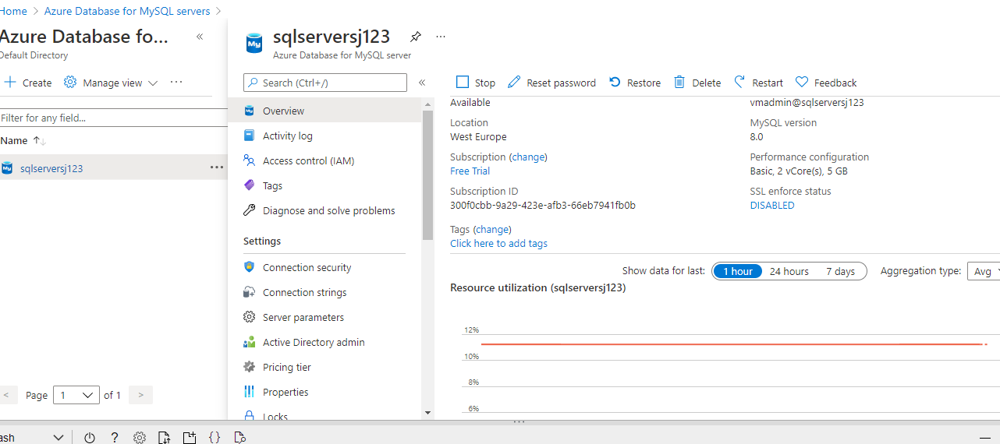 Home > Azure Database for MySQL servers >
Azure Database fo... «
Default Directory
+ Create Manage view ...
Filter for any field...
Name ↑↓
sqlserversj123 ...
< Page 1 of 1 >
sqlserversj123 ...
Azure Database for MySQL server
Search (Ctrl+/) «
Overview
Activity log
Access control (IAM)
Tags
Diagnose and solve problems
Settings
Connection security
Connection strings
Server parameters
Active Directory admin
Pricing tier
Properties
Locks
Stop Reset password Restore Delete Restart Feedback
Available
Location
West Europe
Subscription (change)
Free Trial
Subscription ID
300f0cbb-9a29-423e-afb3-66eb7941fb0b
Tags (change)
Click here to add tags
vmadmin@sqlserversj123
MySQL version
8.0
Performance configuration
Basic, 2 vCore(s), 5 GB
SSL enforce status
DISABLED
Show data for last: 1 hour 24 hours 7 days Aggregation type: Avg
Resource utilization (sqlserversj123)
12%
10%
8%
6%
ash ? {}